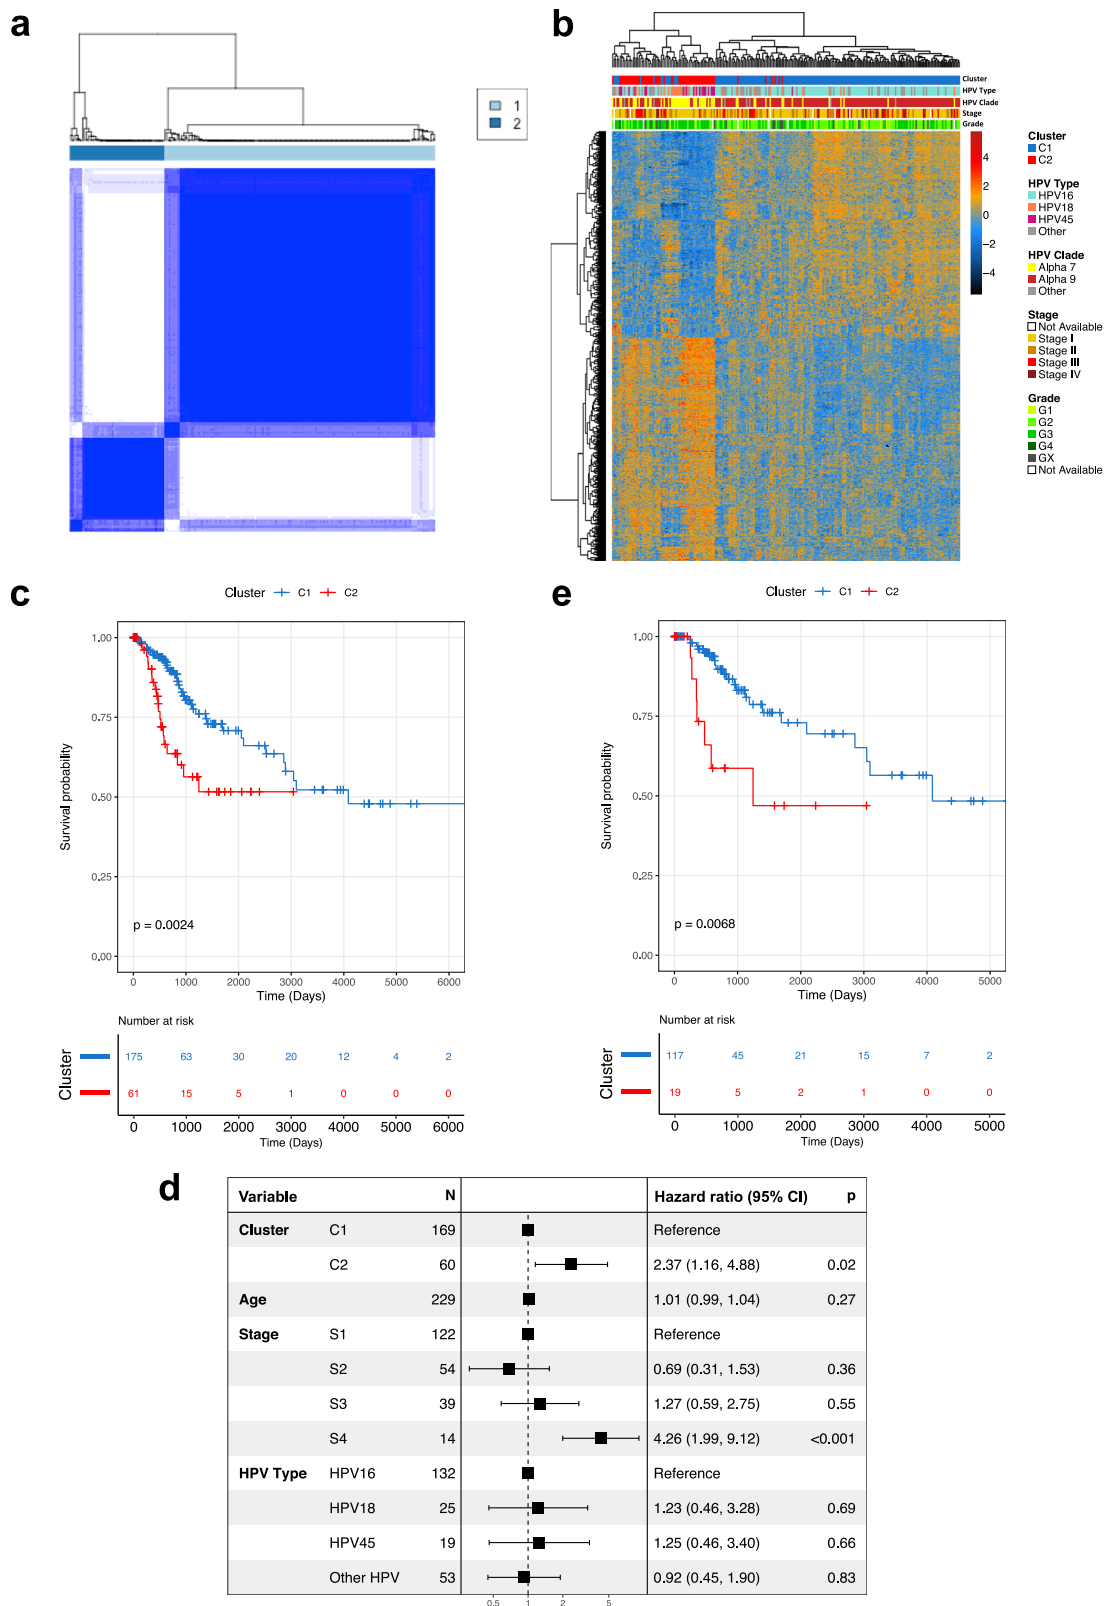 a
1
2
b
Cluster
HPV Type
HPV Clade
Stage
Grade
4
2
0
−2
−4
Cluster
C1
C2
HPV Type
HPV16
HPV18
HPV45
Other
HPV Clade
Alpha 7
Alpha 9
Other
Stage
Not Available
Stage I
Stage II
Stage III
Stage IV
Grade
G1
G2
G3
G4
GX
Not Available
c
Cluster C1 C2
1.00
0.75
0.50
0.25
0.00
Survival probability
p = 0.0024
0 1000 2000 3000 4000 5000 6000
Time (Days)
Number at risk
Cluster
175 63 30 20 12 4 2
61 15 5 1 0 0 0
0 1000 2000 3000 4000 5000 6000
Time (Days)
e
Cluster C1 C2
1.00
0.75
0.50
0.25
0.00
Survival probability
p = 0.0068
0 1000 2000 3000 4000 5000
Time (Days)
Number at risk
Cluster
117 45 21 15 7 2
19 5 2 1 0 0
0 1000 2000 3000 4000 5000
Time (Days)
d
Variable N Hazard ratio (95% CI) p
Cluster C1 169 Reference
C2 60 2.37 (1.16, 4.88) 0.02
Age 229 1.01 (0.99, 1.04) 0.27
Stage S1 122 Reference
S2 54 0.69 (0.31, 1.53) 0.36
S3 39 1.27 (0.59, 2.75) 0.55
S4 14 4.26 (1.99, 9.12) <0.001
HPV Type HPV16 132 Reference
HPV18 25 1.23 (0.46, 3.28) 0.69
HPV45 19 1.25 (0.46, 3.40) 0.66
Other HPV 53 0.92 (0.45, 1.90) 0.83
0.5 1 2 5